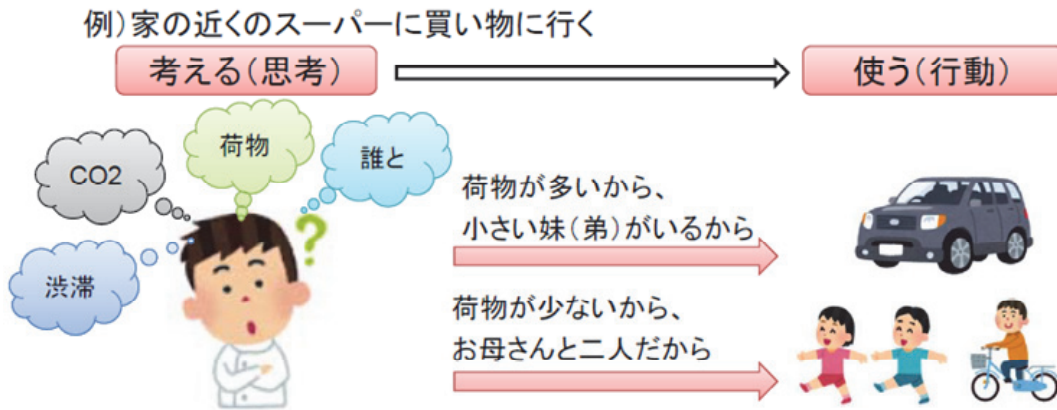 例）家の近くのスーパーに買い物に行く
考える（思考）
使う（行動）
荷物
誰と
CO2
渋滞
荷物が多いから、
小さい妹（弟）がいるから
荷物が少ないから、
お母さんと二人だから